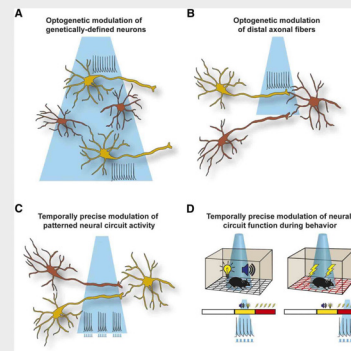 A
Optogenetic modulation of
genetically-defined neurons
B
Optogenetic modulation
of distal axonal fibers
C
Temporally precise modulation of
patterned neural circuit activity
D
Temporally precise modulation of neural
circuit function during behavior